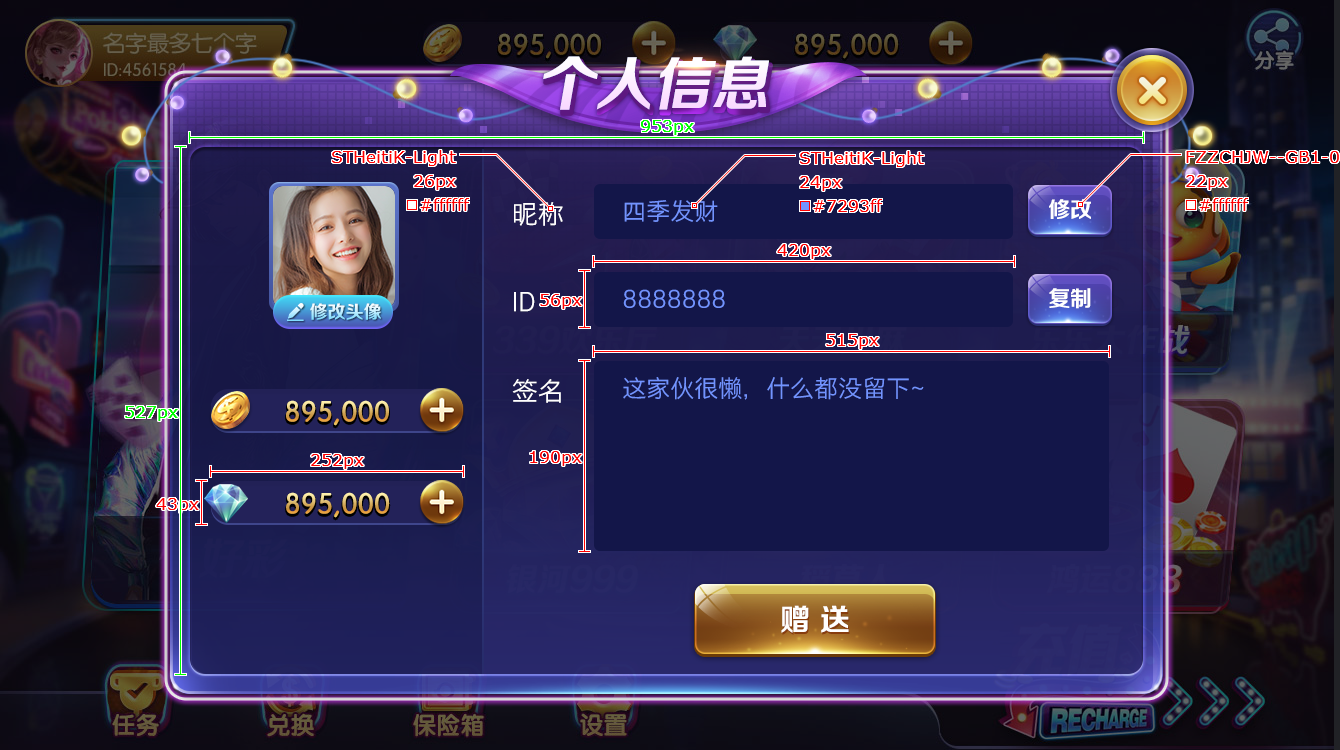 名字最多七个字
ID:4561584
895,000
895,000
分享
个人信息
953px
STHeitiK-Light
26px
#ffffff
STHeitiK-Light
24px
#7293ff
FZZCHJW--GB1-0
22px
#ffffff
昵称
四季发财
修改
420px
修改头像
ID
56px
8888888
复制
515px
签名
这家伙很懒，什么都没留下~
527px
895,000
190px
252px
43px
895,000
赠送
任务
兑换
保险箱
设置
RECHARGE